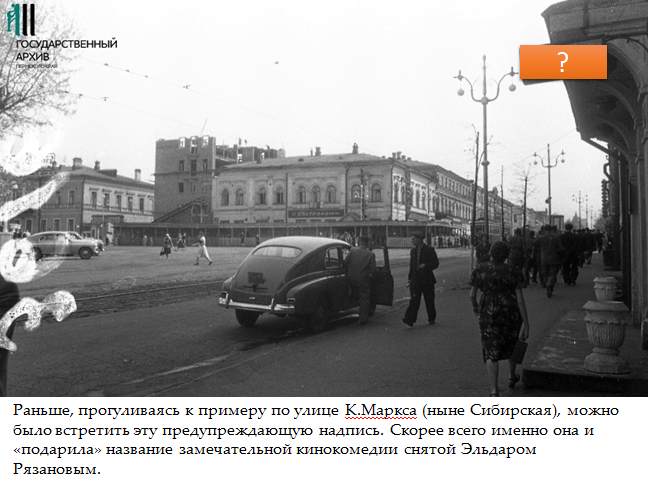 ГОСУДАРСТВЕННЫЙ
АРХИВ
ПЕРМСКОГО КРАЯ
?
Раньше, прогуливаясь к примеру по улице К.Маркса (ныне Сибирская), можно
было встретить эту предупреждающую надпись. Скорее всего именно она и
«подарила» название замечательной кинокомедии снятой Эльдаром
Рязановым.